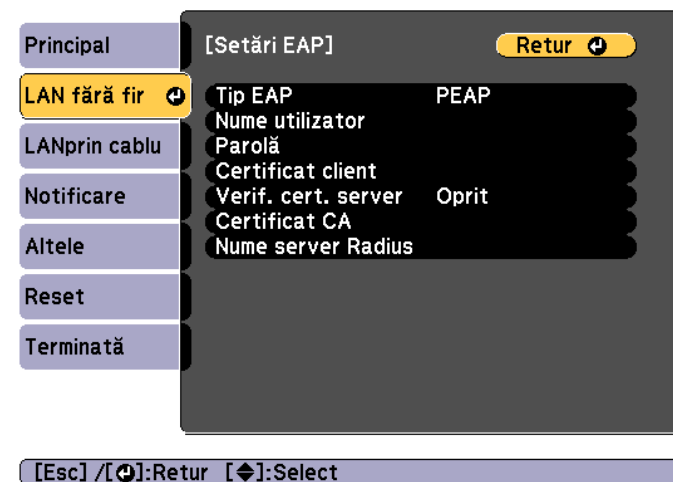 Principal
LAN fără fir
LANprin cablu
Notificare
Altele
Reset
Terminată
[Setări EAP]
Retur
Tip EAP PEAP
Nume utilizator
Parolă
Certificat client
Verif. cert. server Oprit
Certificat CA
Nume server Radius
[Esc] /[⏎]:Retur [◆]:Select